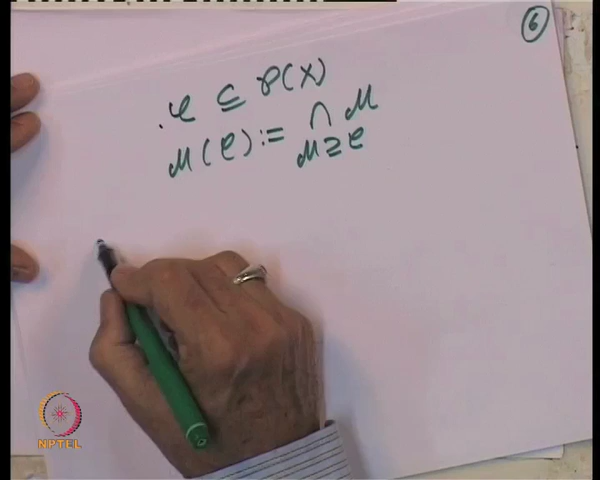 6
𝒞 ⊆ 𝒫(X)
ℳ(𝒞) := ∩ ℳ
ℳ ⊇ 𝒞
NPTEL